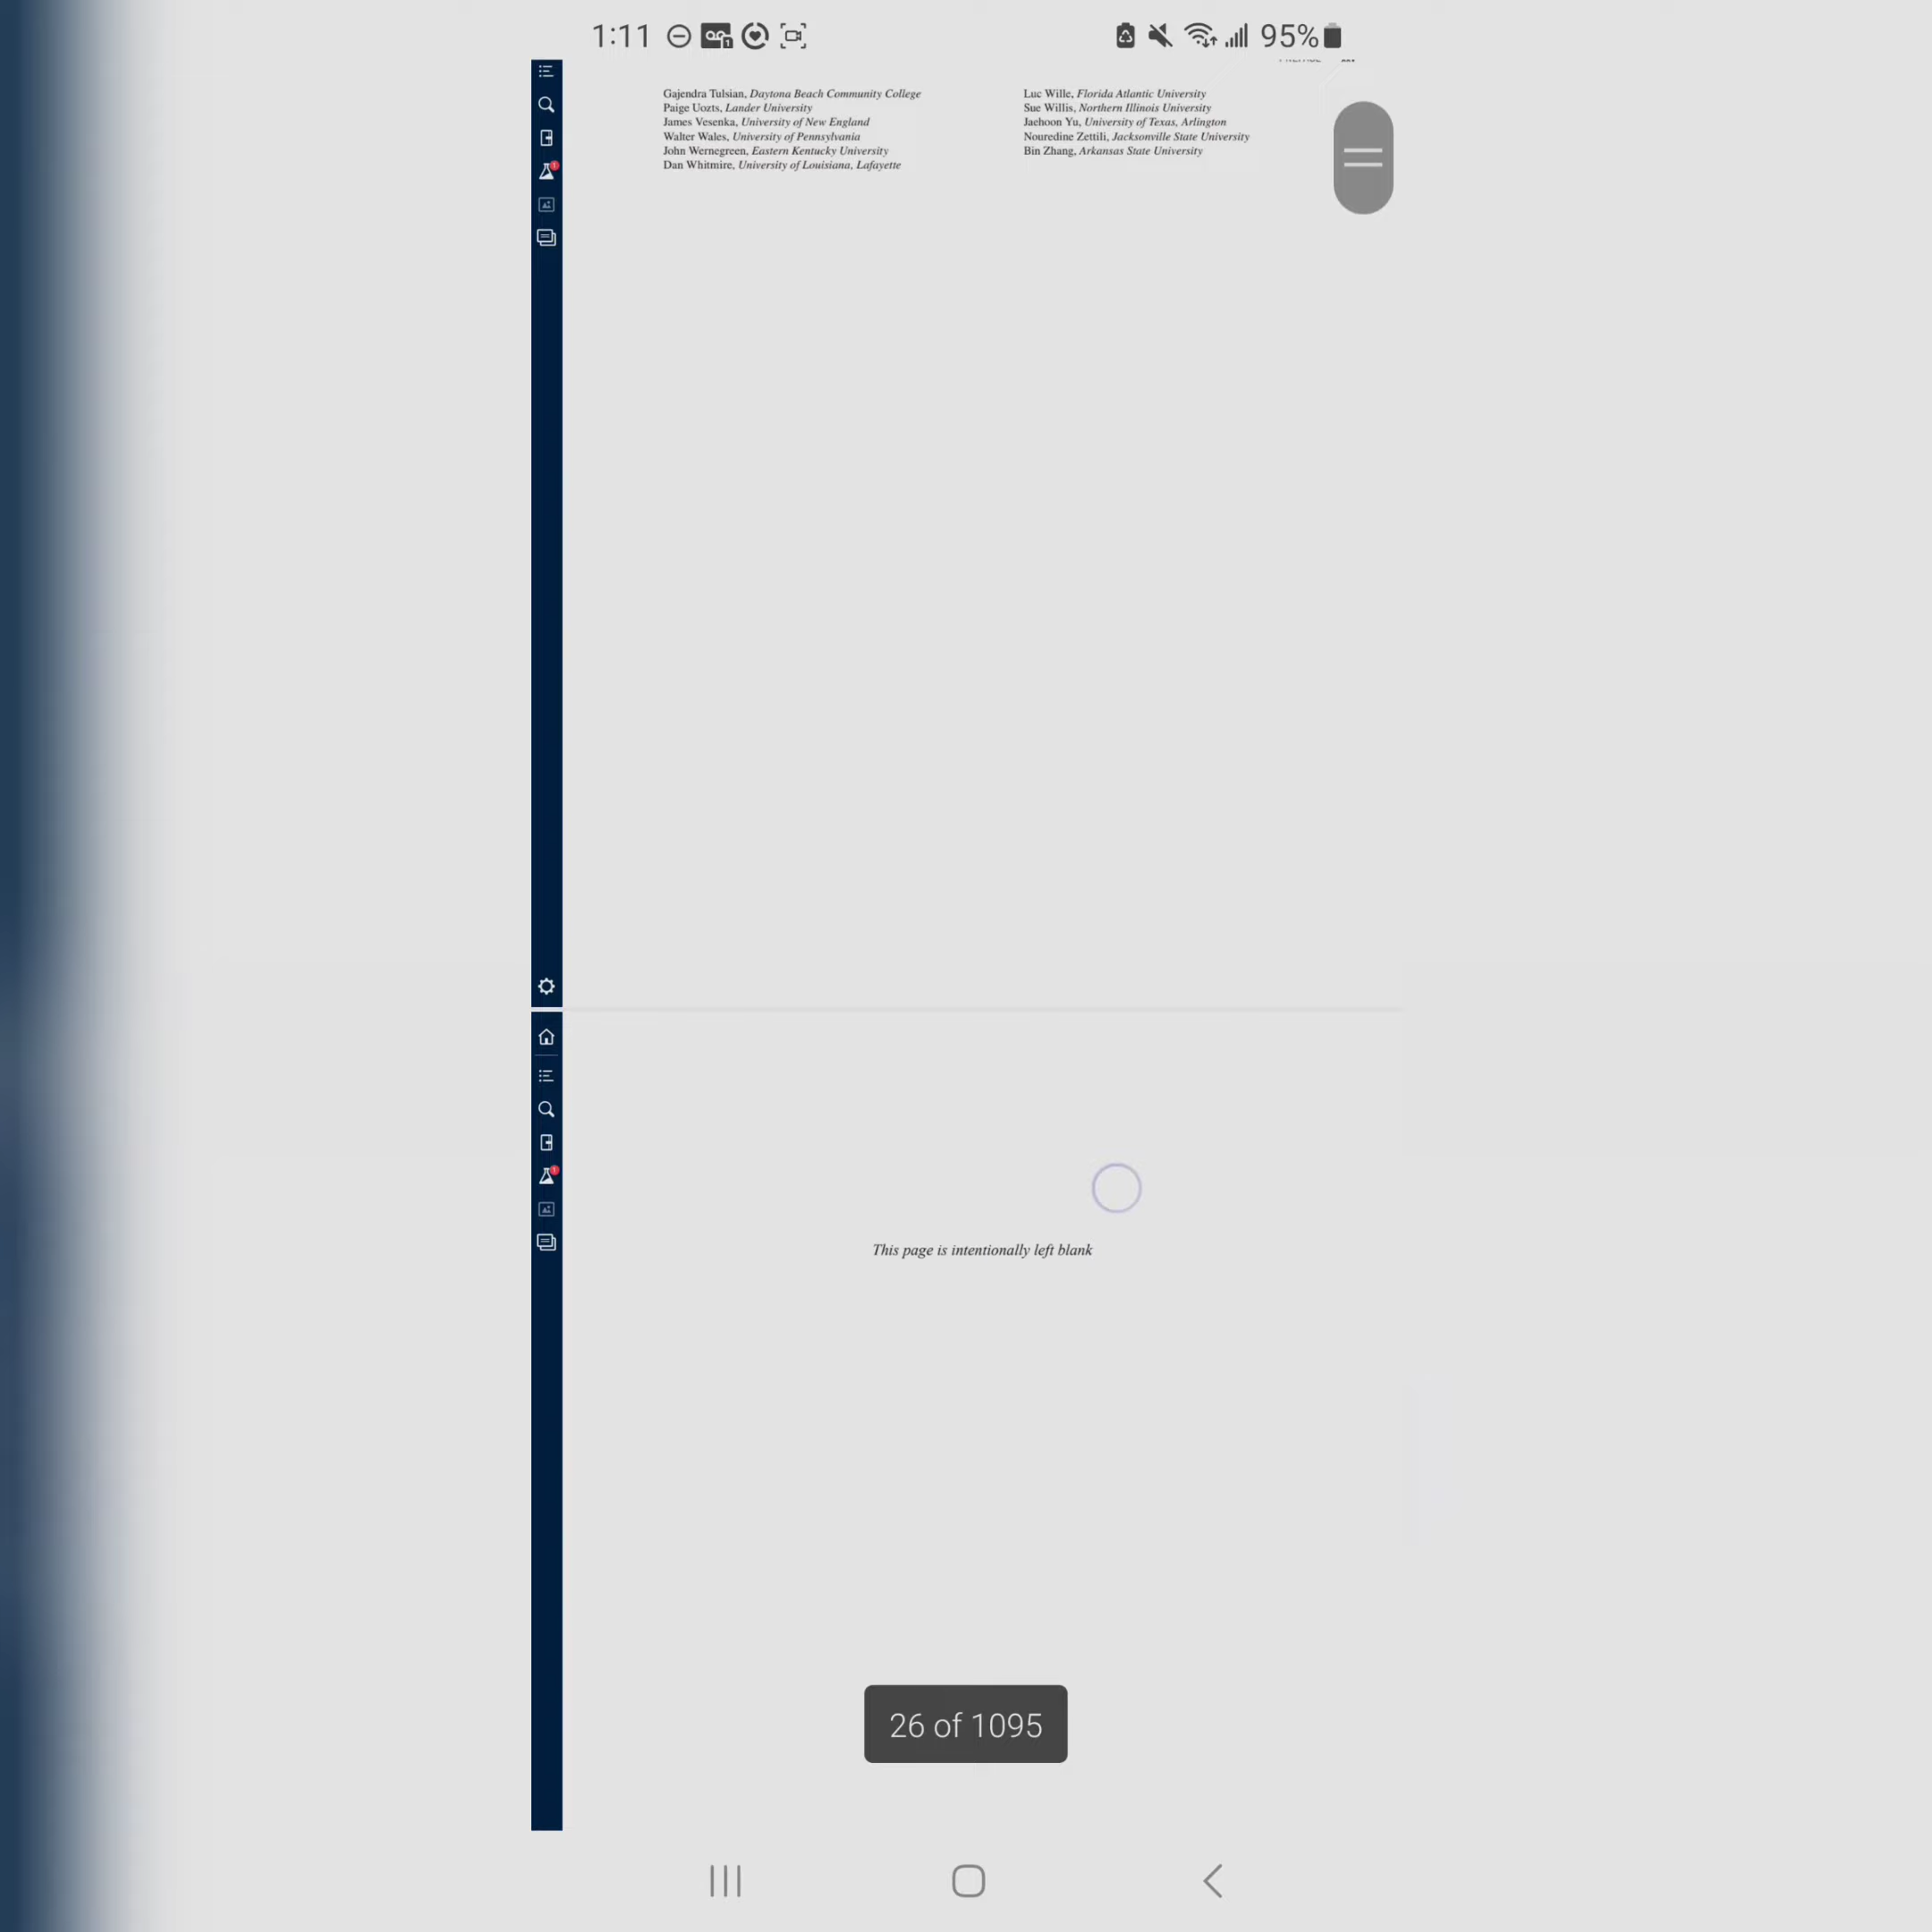 1:11
95%
Gajendra Tulsian, Daytona Beach Community College
Paige Uozts, Lander University
James Vesenka, University of New England
Walter Wales, University of Pennsylvania
John Wernegreen, Eastern Kentucky University
Dan Whitmire, University of Louisiana, Lafayette
Luc Wille, Florida Atlantic University
Sue Willis, Northern Illinois University
Jaehoon Yu, University of Texas, Arlington
Nouredine Zettili, Jacksonville State University
Bin Zhang, Arkansas State University
This page is intentionally left blank
26 of 1095